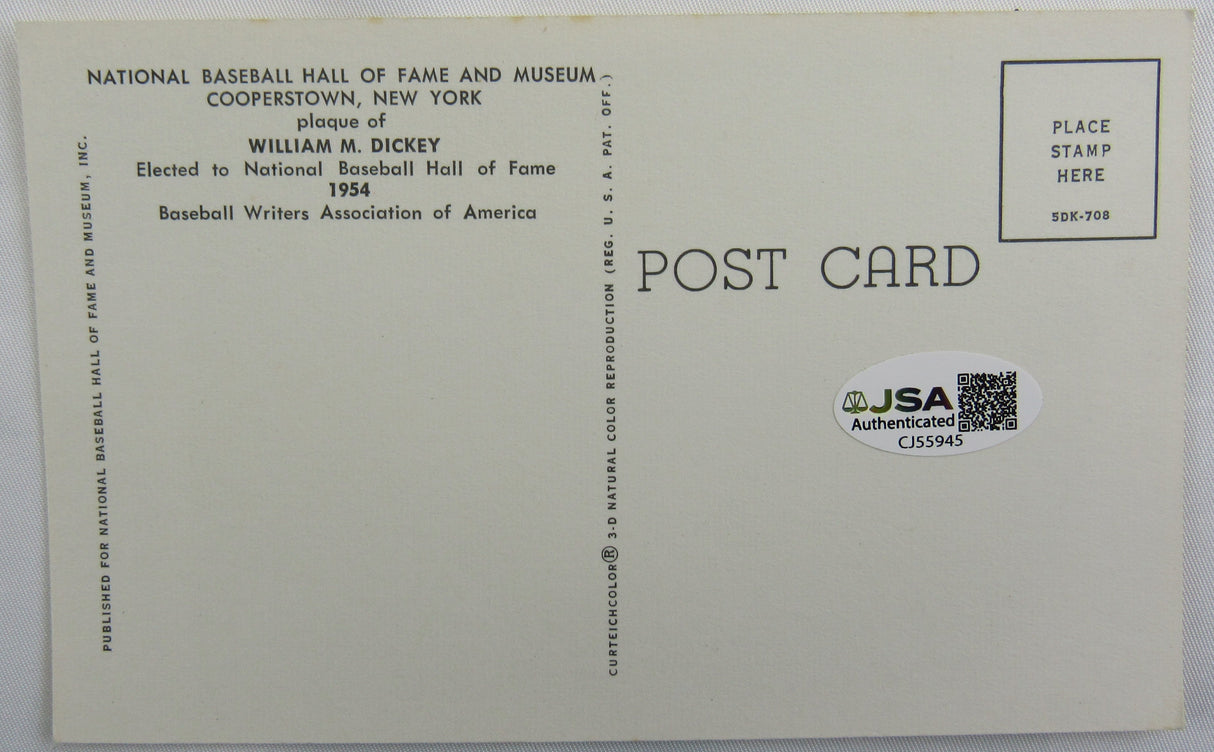 NATIONAL BASEBALL HALL OF FAME AND MUSEUM
COOPERSTOWN, NEW YORK
plaque of
WILLIAM M. DICKEY
Elected to National Baseball Hall of Fame
1954
Baseball Writers Association of America
PUBLISHED FOR NATIONAL BASEBALL HALL OF FAME AND MUSEUM, INC.
CURTEICHCOLOR® 3-D NATURAL COLOR REPRODUCTION (REG. U. S. A. PAT. OFF.)
PLACE
STAMP
HERE
5DK-708
POST CARD
JSA
Authenticated
CJ55945